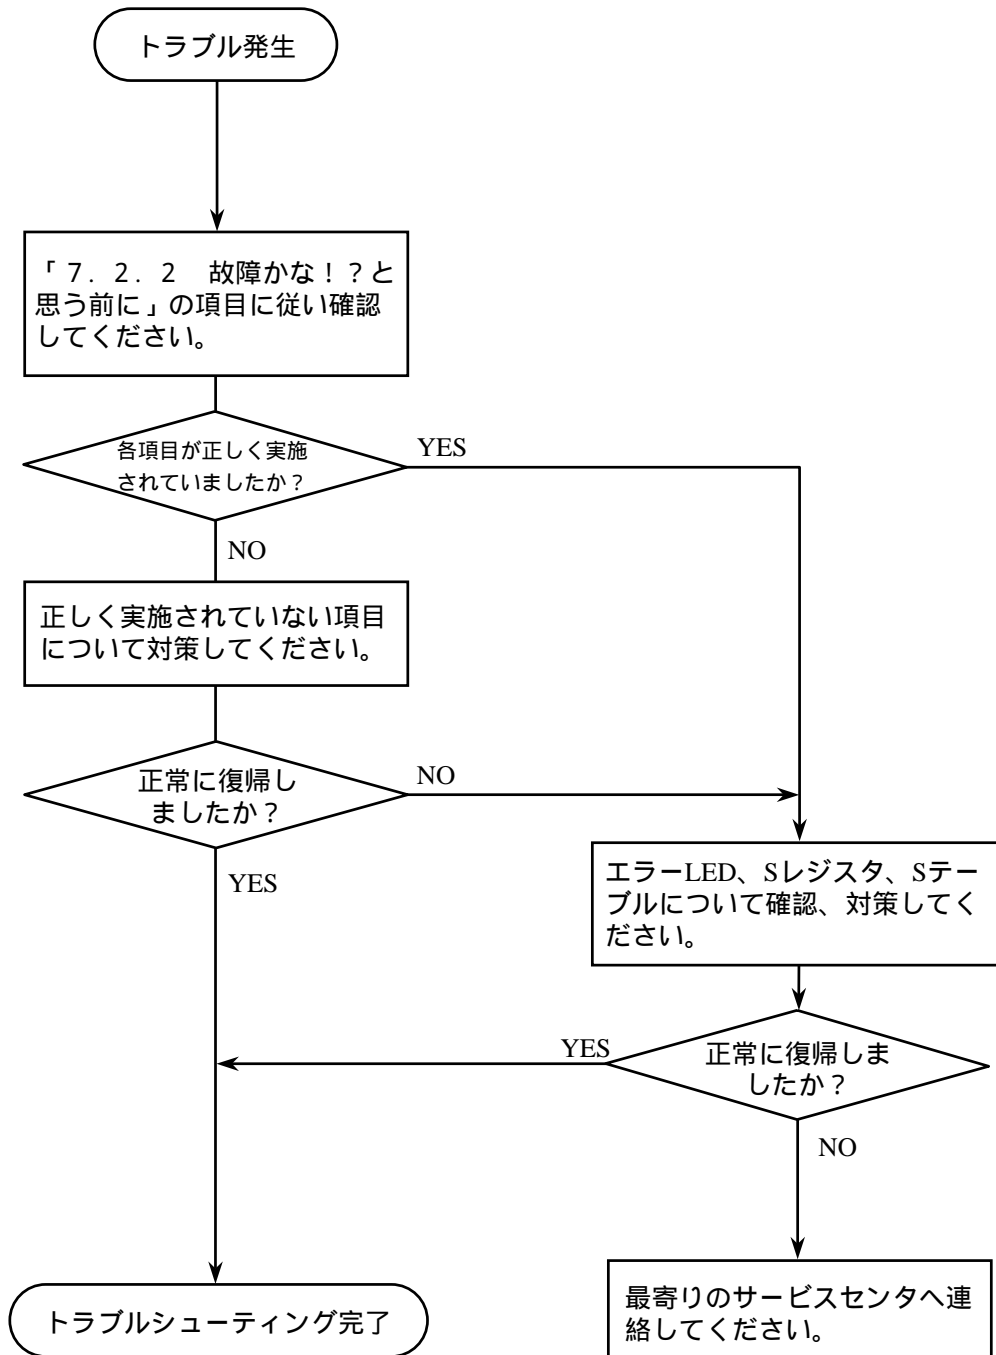 トラブル発生
「７．２．２　故障かな！？と
思う前に」の項目に従い確認
してください。
各項目が正しく実施
されていましたか？
YES
NO
正しく実施されていない項目
について対策してください。
正常に復帰し
ましたか？
NO
YES
エラーLED、Sレジスタ、Sテー
ブルについて確認、対策してく
ださい。
正常に復帰しま
したか？
YES
NO
トラブルシューティング完了
最寄りのサービスセンタへ連
絡してください。